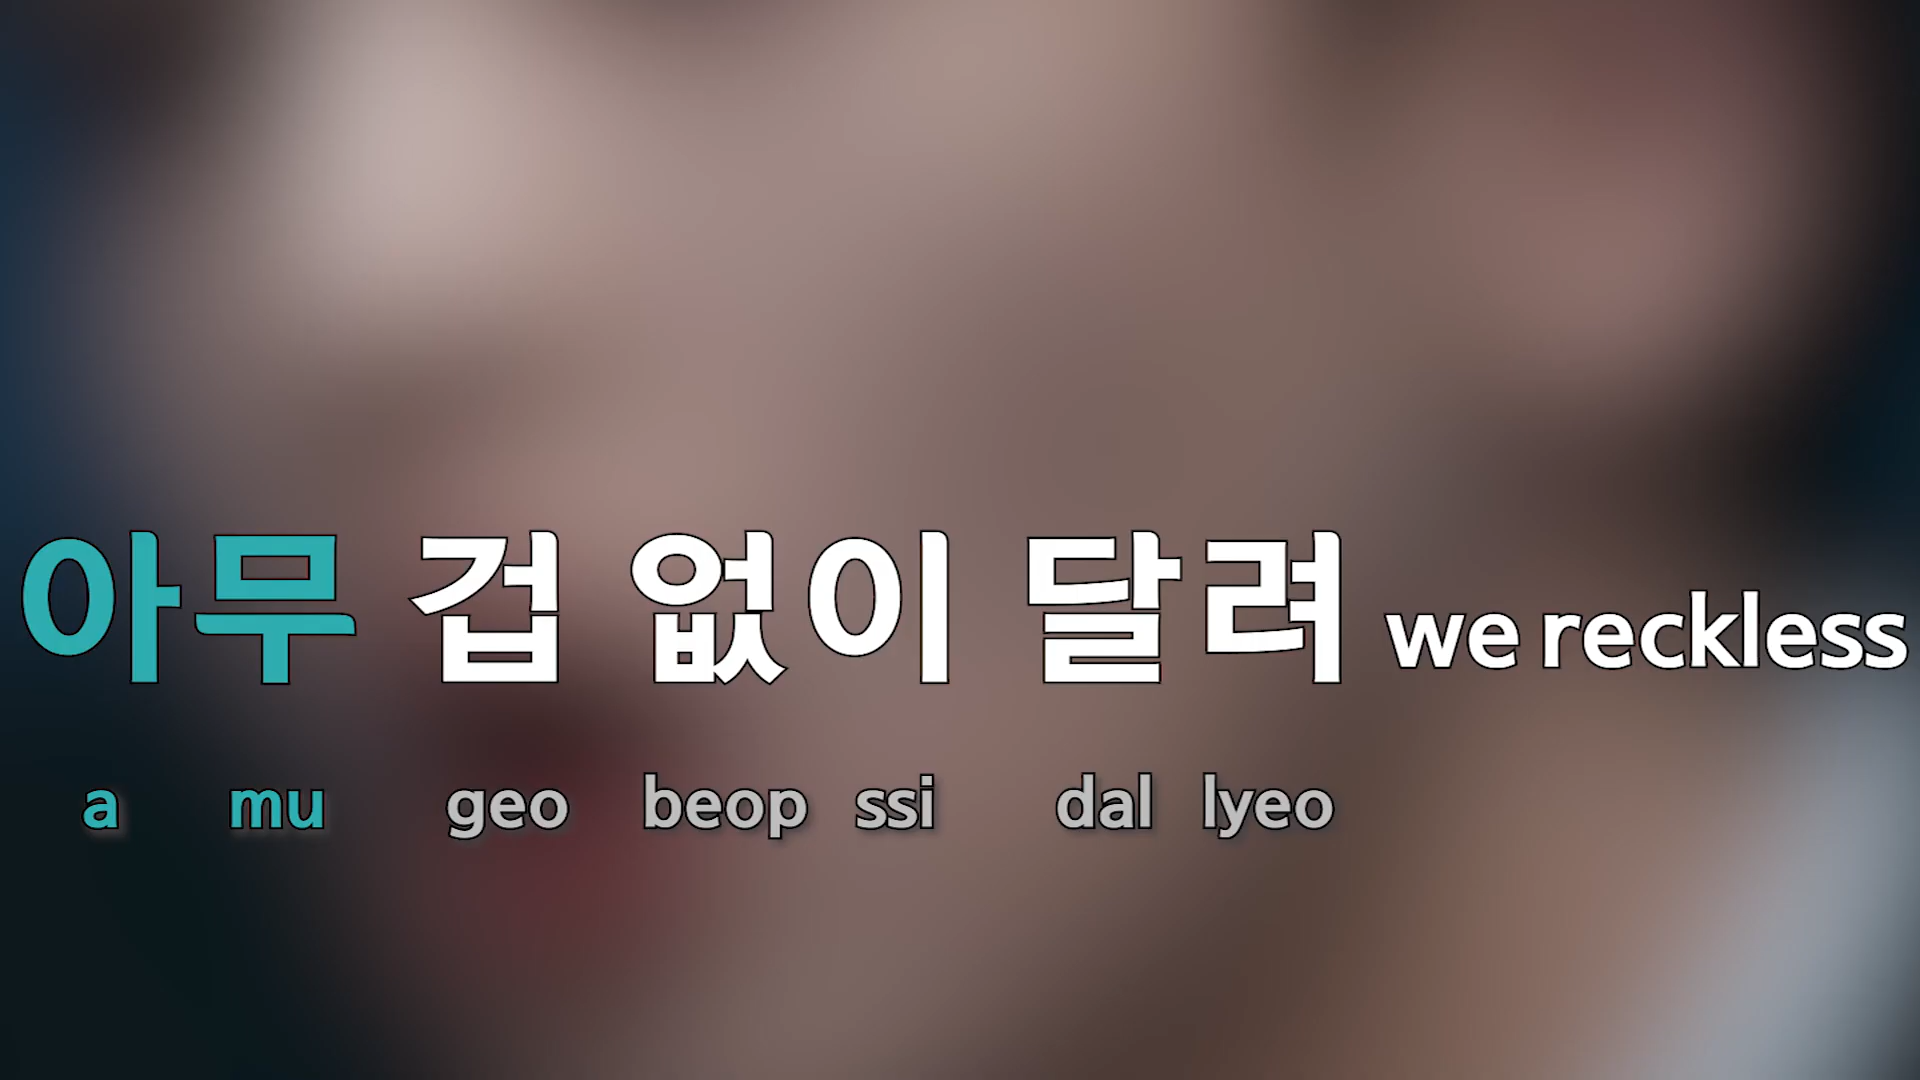 아무 겁 없이 달려 we reckless
a mu geo beop ssi dal lyeo